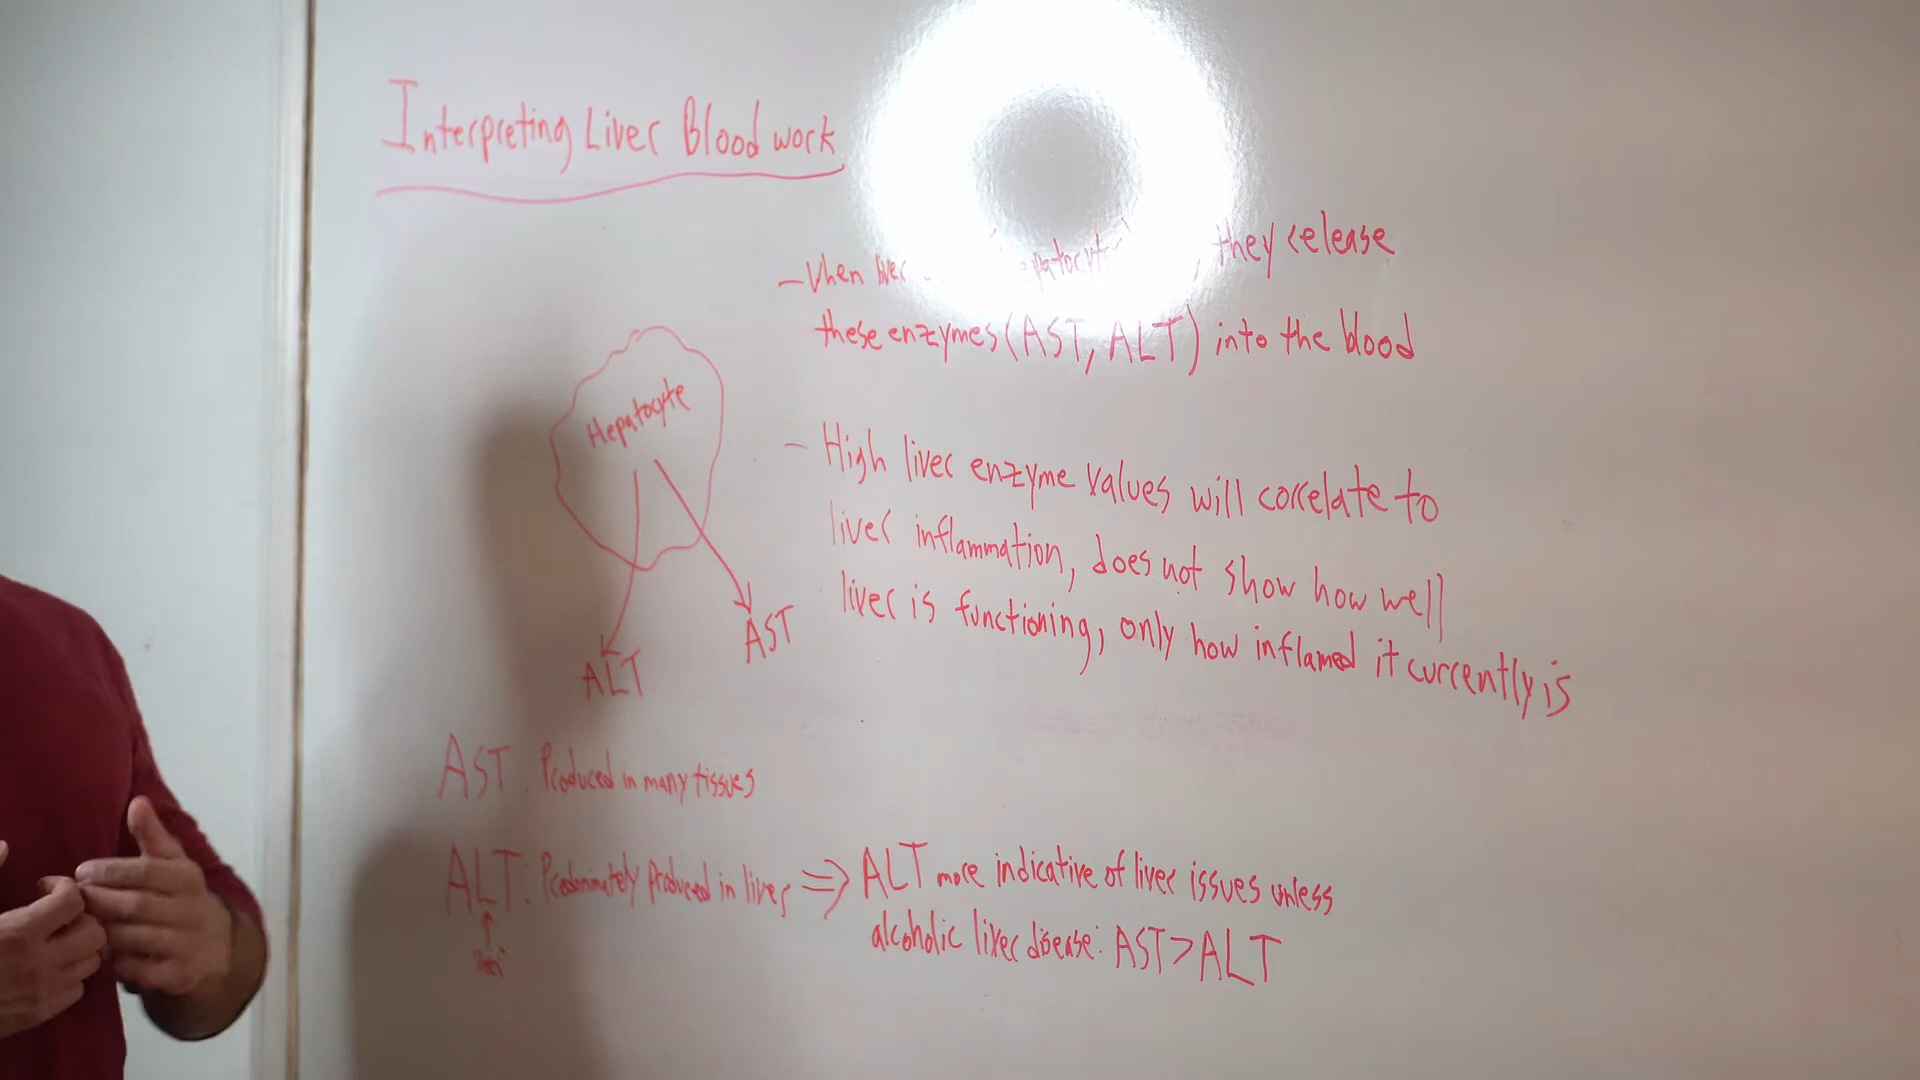 Interpreting Liver Blood work
- When liver they release
these enzymes (AST, ALT) into the blood
Hepatocyte
ALT
AST
- High liver enzyme values will correlate to
liver inflammation, does not show how well
liver is functioning, only how inflamed it currently is
AST: Produced in many tissues
ALT: Predominately produced in liver ⇒ ALT more indicative of liver issues unless
alcoholic liver disease: AST > ALT